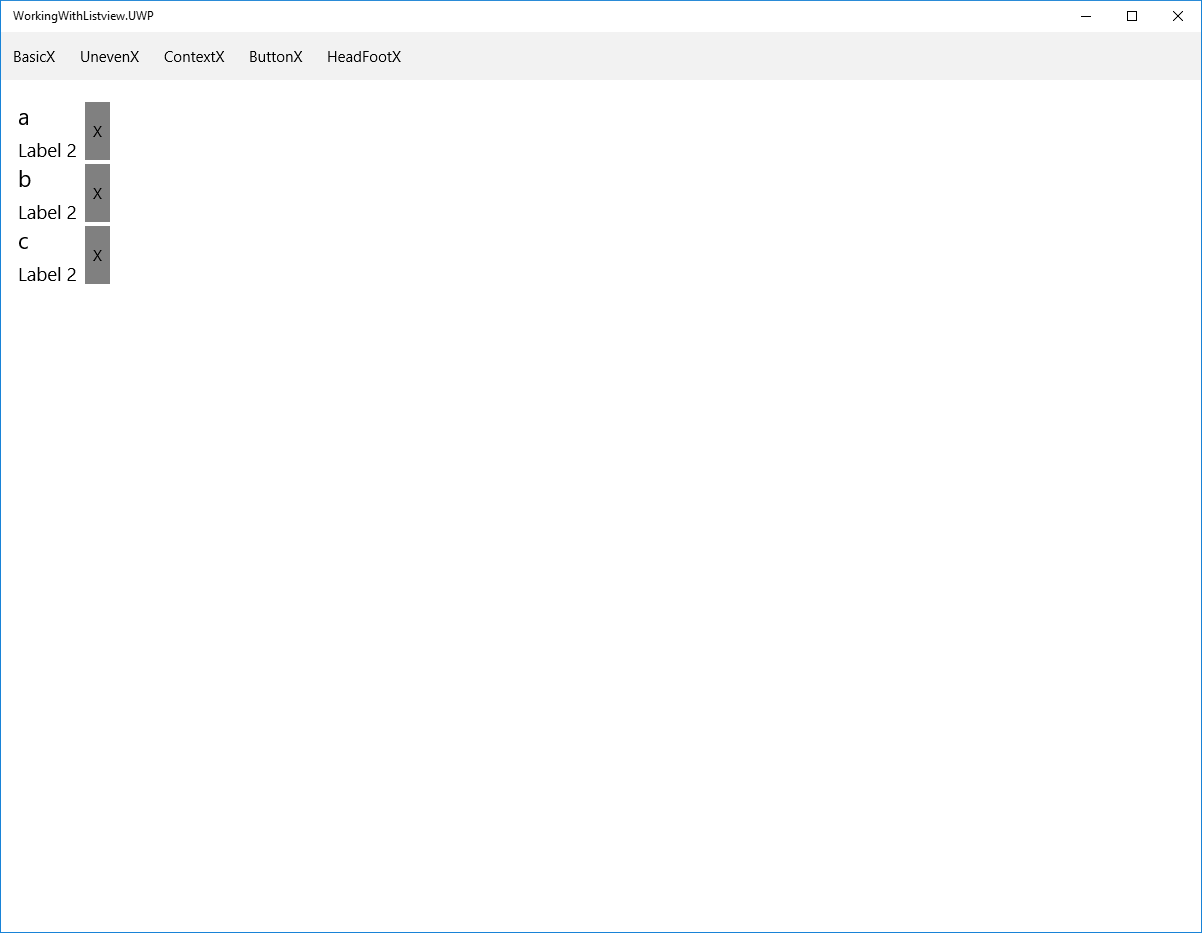 WorkingWithListview.UWP
BasicX UnevenX ContextX ButtonX HeadFootX
a
X
Label 2
b
X
Label 2
c
X
Label 2